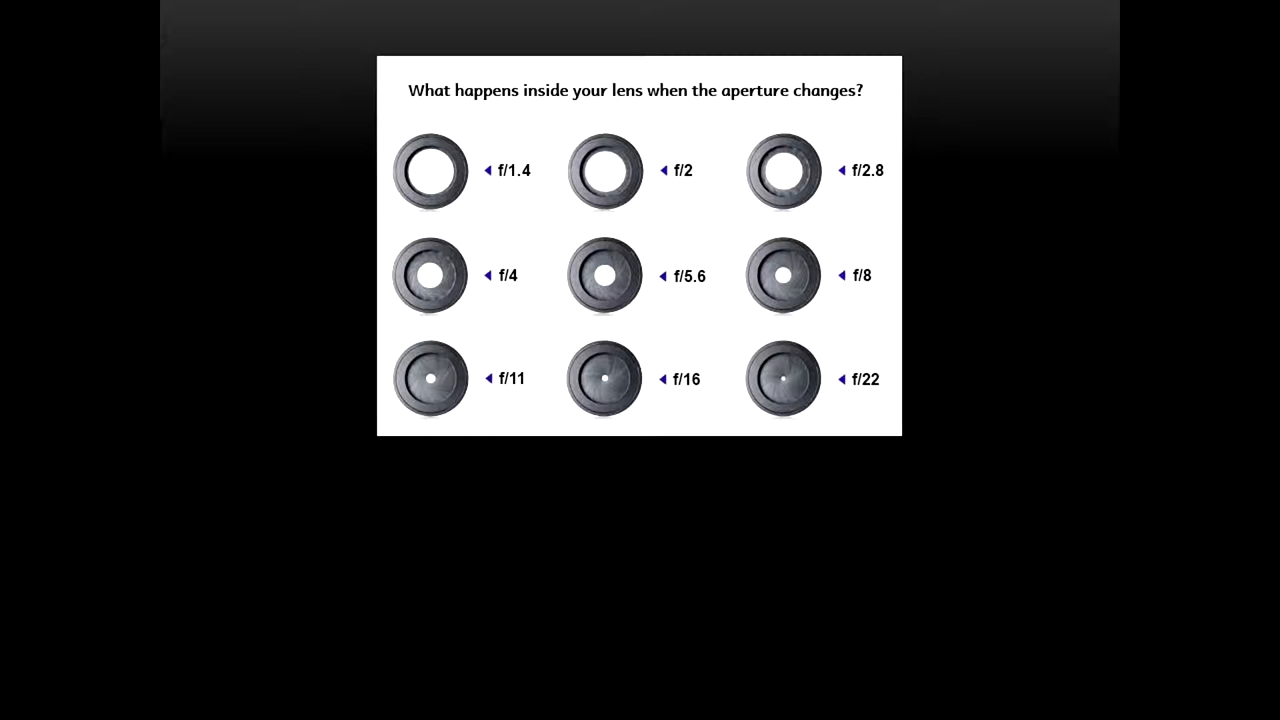 What happens inside your lens when the aperture changes?
f/1.4 f/2 f/2.8
f/4 f/5.6 f/8
f/11 f/16 f/22